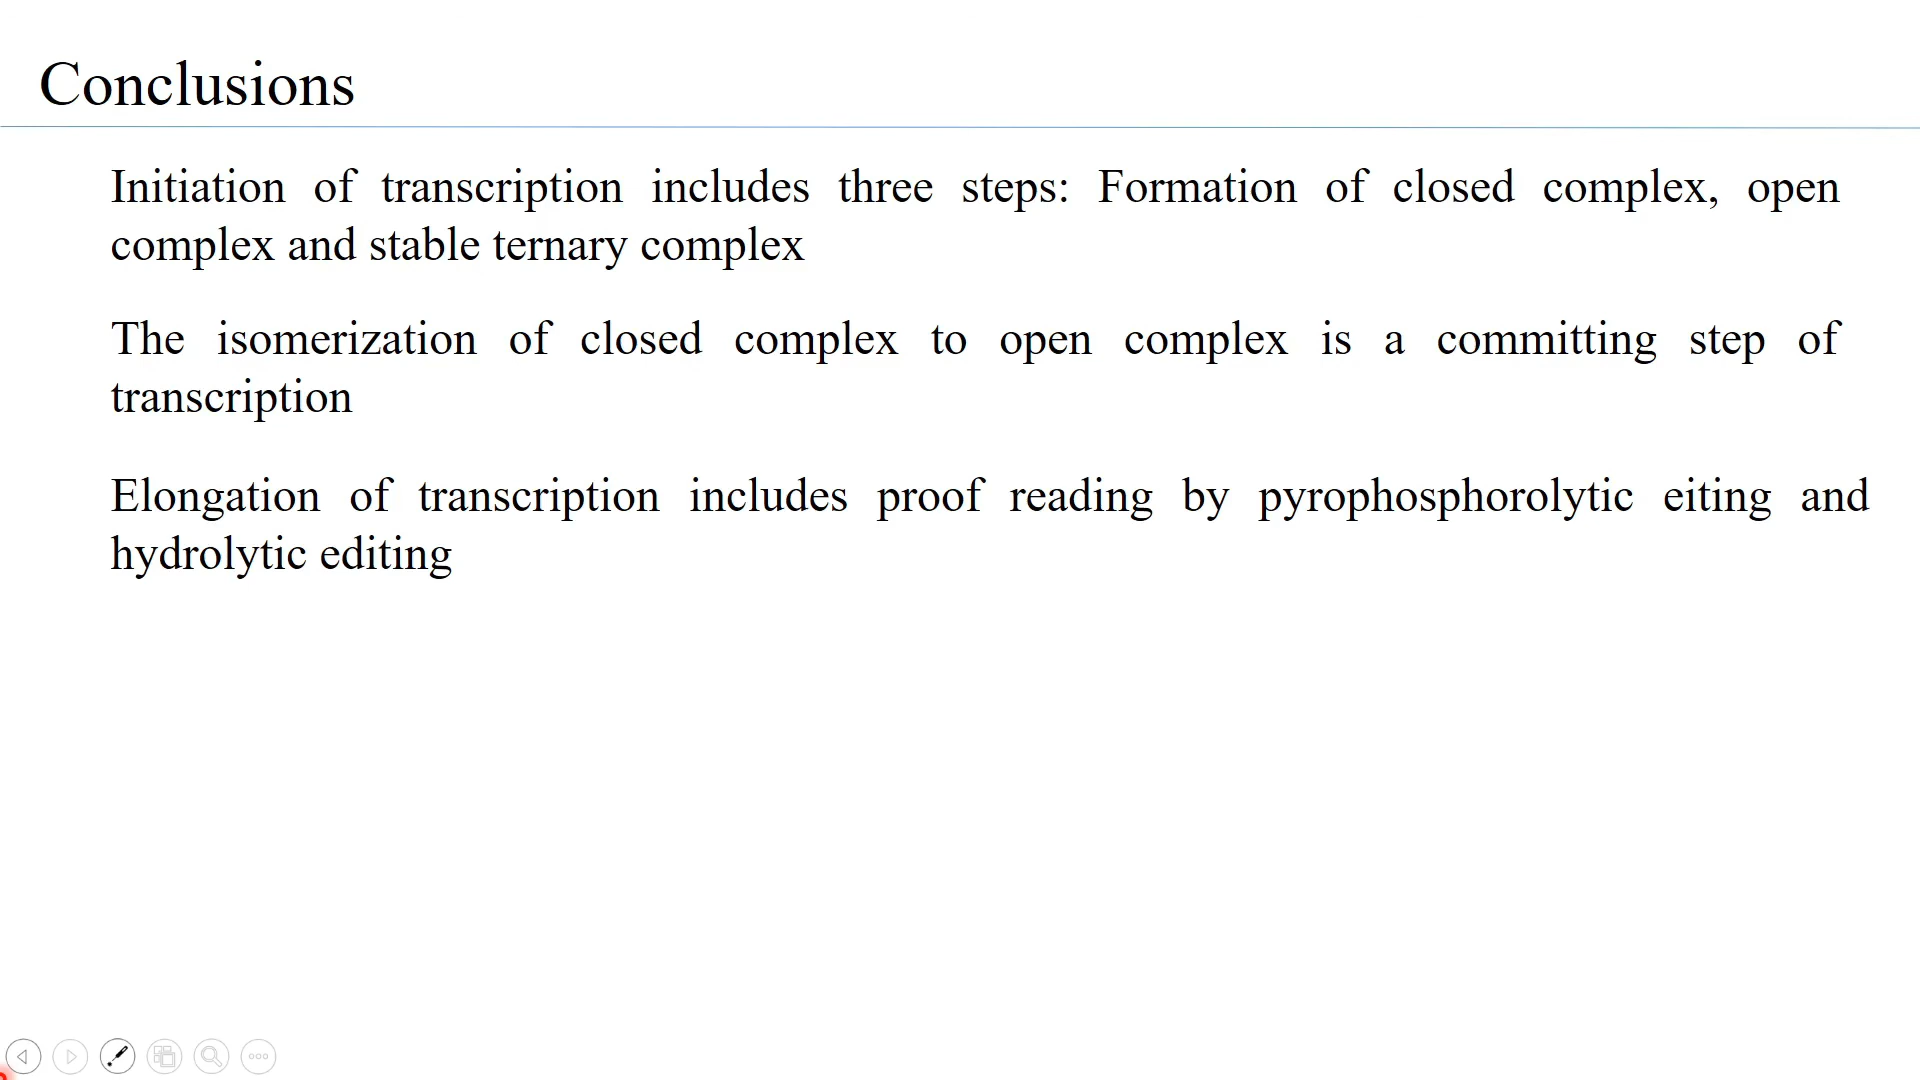 Conclusions
Initiation of transcription includes three steps: Formation of closed complex, open
complex and stable ternary complex
The isomerization of closed complex to open complex is a committing step of
transcription
Elongation of transcription includes proof reading by pyrophosphorolytic eiting and
hydrolytic editing